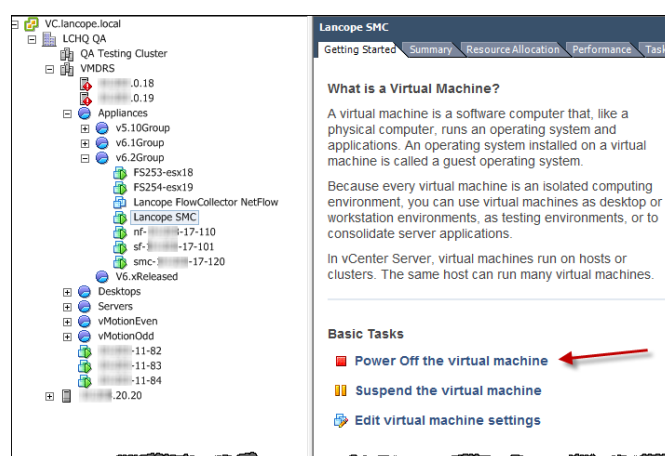 VC.lancope.local
LCHQ QA
QA Testing Cluster
VMDRS
.0.18
.0.19
Appliances
v5.10Group
v6.1Group
v6.2Group
FS253-esx18
FS254-esx19
Lancope FlowCollector NetFlow
Lancope SMC
nf- -17-110
sf- -17-101
smc- -17-120
V6.xReleased
Desktops
Servers
vMotionEven
vMotionOdd
-11-82
-11-83
-11-84
.20.20
Lancope SMC
Getting Started Summary Resource Allocation Performance Task
What is a Virtual Machine?
A virtual machine is a software computer that, like a
physical computer, runs an operating system and
applications. An operating system installed on a virtual
machine is called a guest operating system.
Because every virtual machine is an isolated computing
environment, you can use virtual machines as desktop or
workstation environments, as testing environments, or to
consolidate server applications.
In vCenter Server, virtual machines run on hosts or
clusters. The same host can run many virtual machines.
Basic Tasks
Power Off the virtual machine
Suspend the virtual machine
Edit virtual machine settings